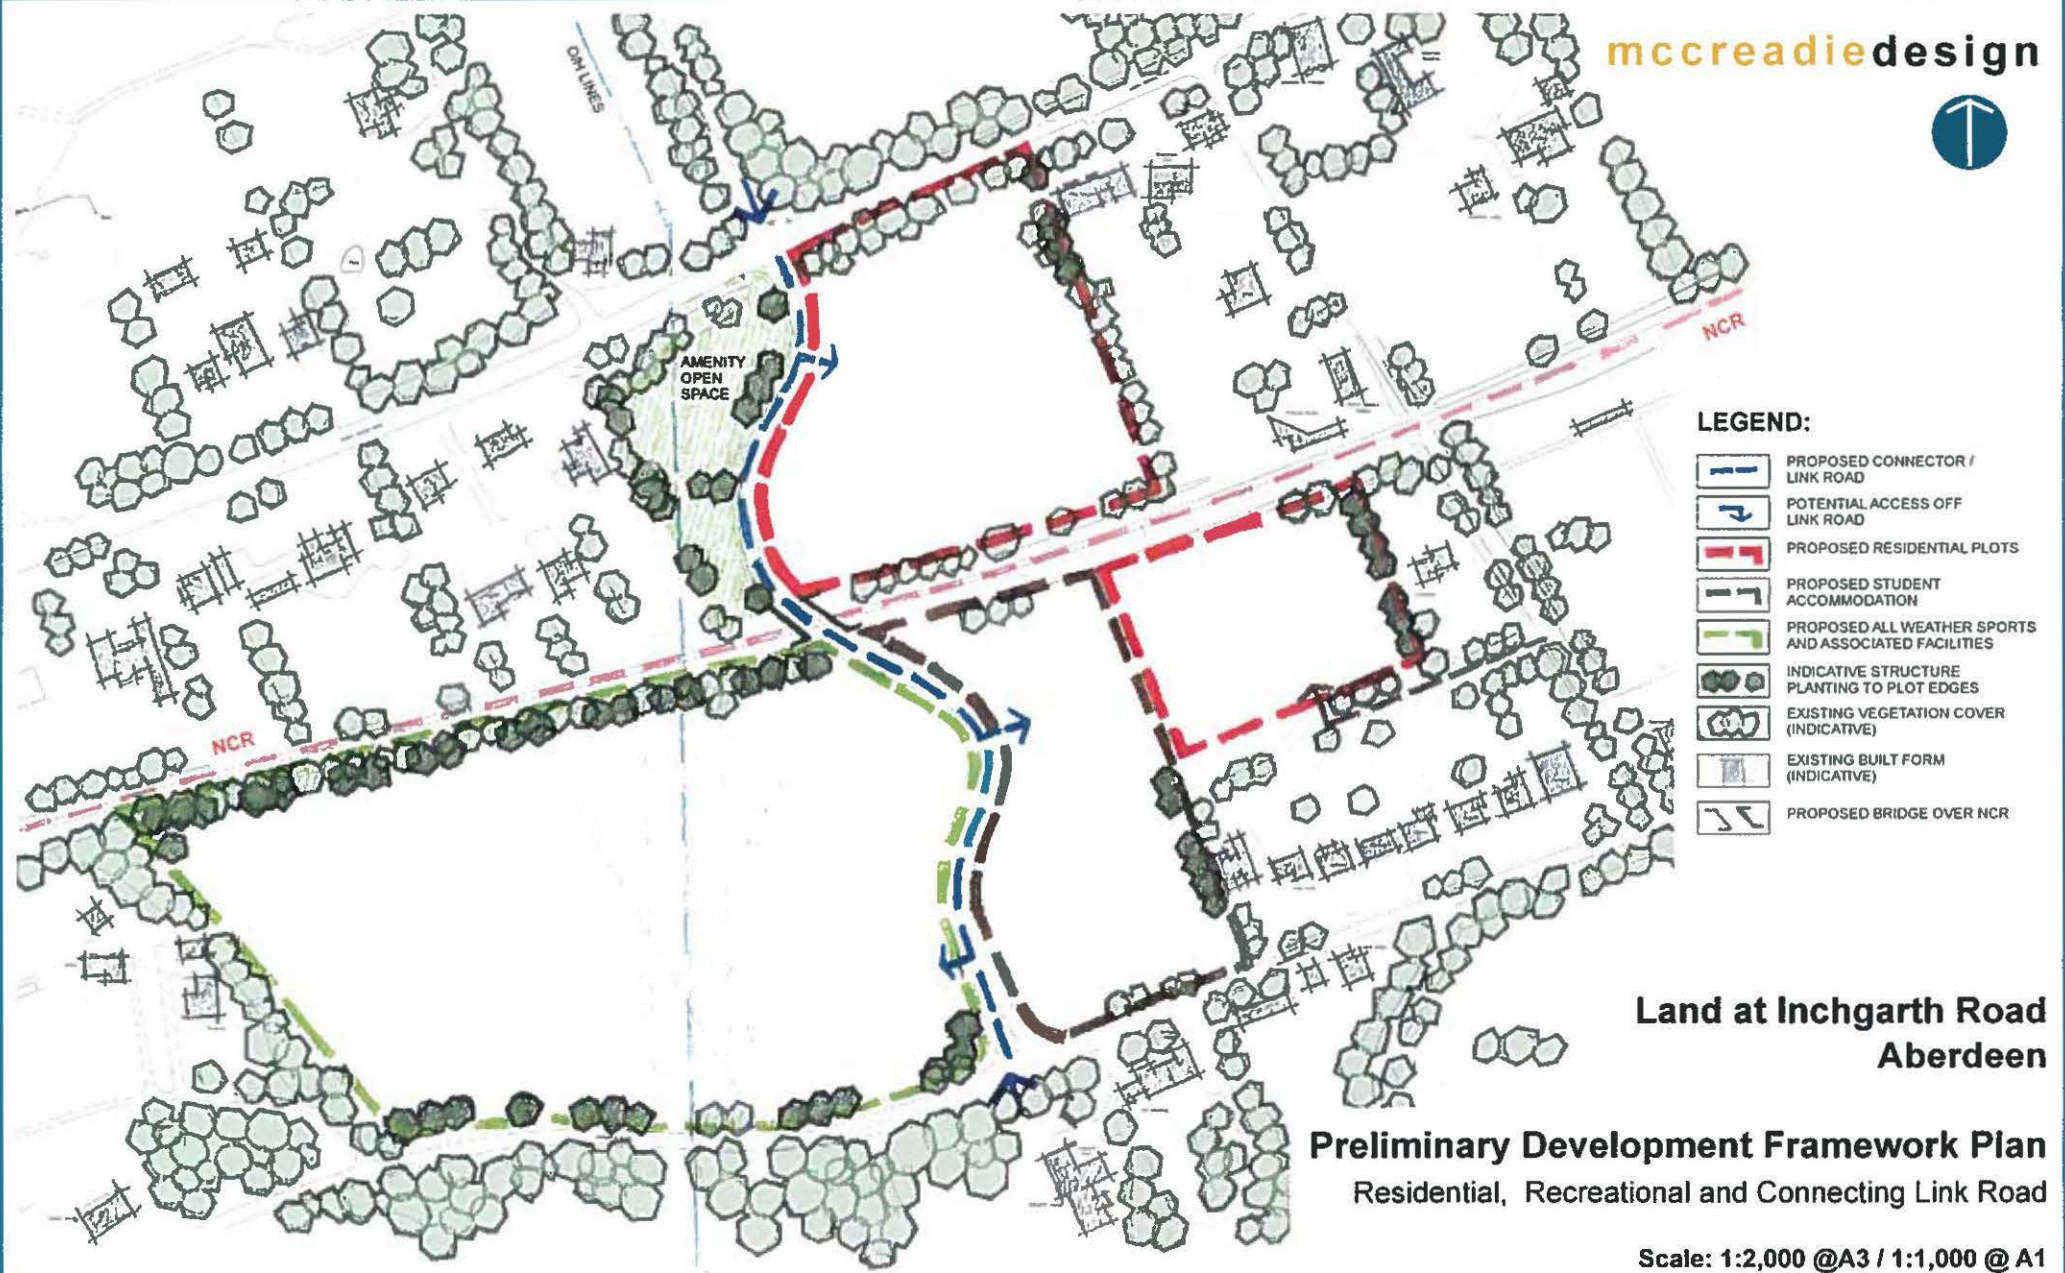 mccreadiedesign
O/H LINES
AMENITY
OPEN
SPACE
NCR
NCR
LEGEND:
PROPOSED CONNECTOR /
LINK ROAD
POTENTIAL ACCESS OFF
LINK ROAD
PROPOSED RESIDENTIAL PLOTS
PROPOSED STUDENT
ACCOMMODATION
PROPOSED ALL WEATHER SPORTS
AND ASSOCIATED FACILITIES
INDICATIVE STRUCTURE
PLANTING TO PLOT EDGES
EXISTING VEGETATION COVER
(INDICATIVE)
EXISTING BUILT FORM
(INDICATIVE)
PROPOSED BRIDGE OVER NCR
Land at Inchgarth Road
Aberdeen
Preliminary Development Framework Plan
Residential, Recreational and Connecting Link Road
Scale: 1:2,000 @A3 / 1:1,000 @ A1